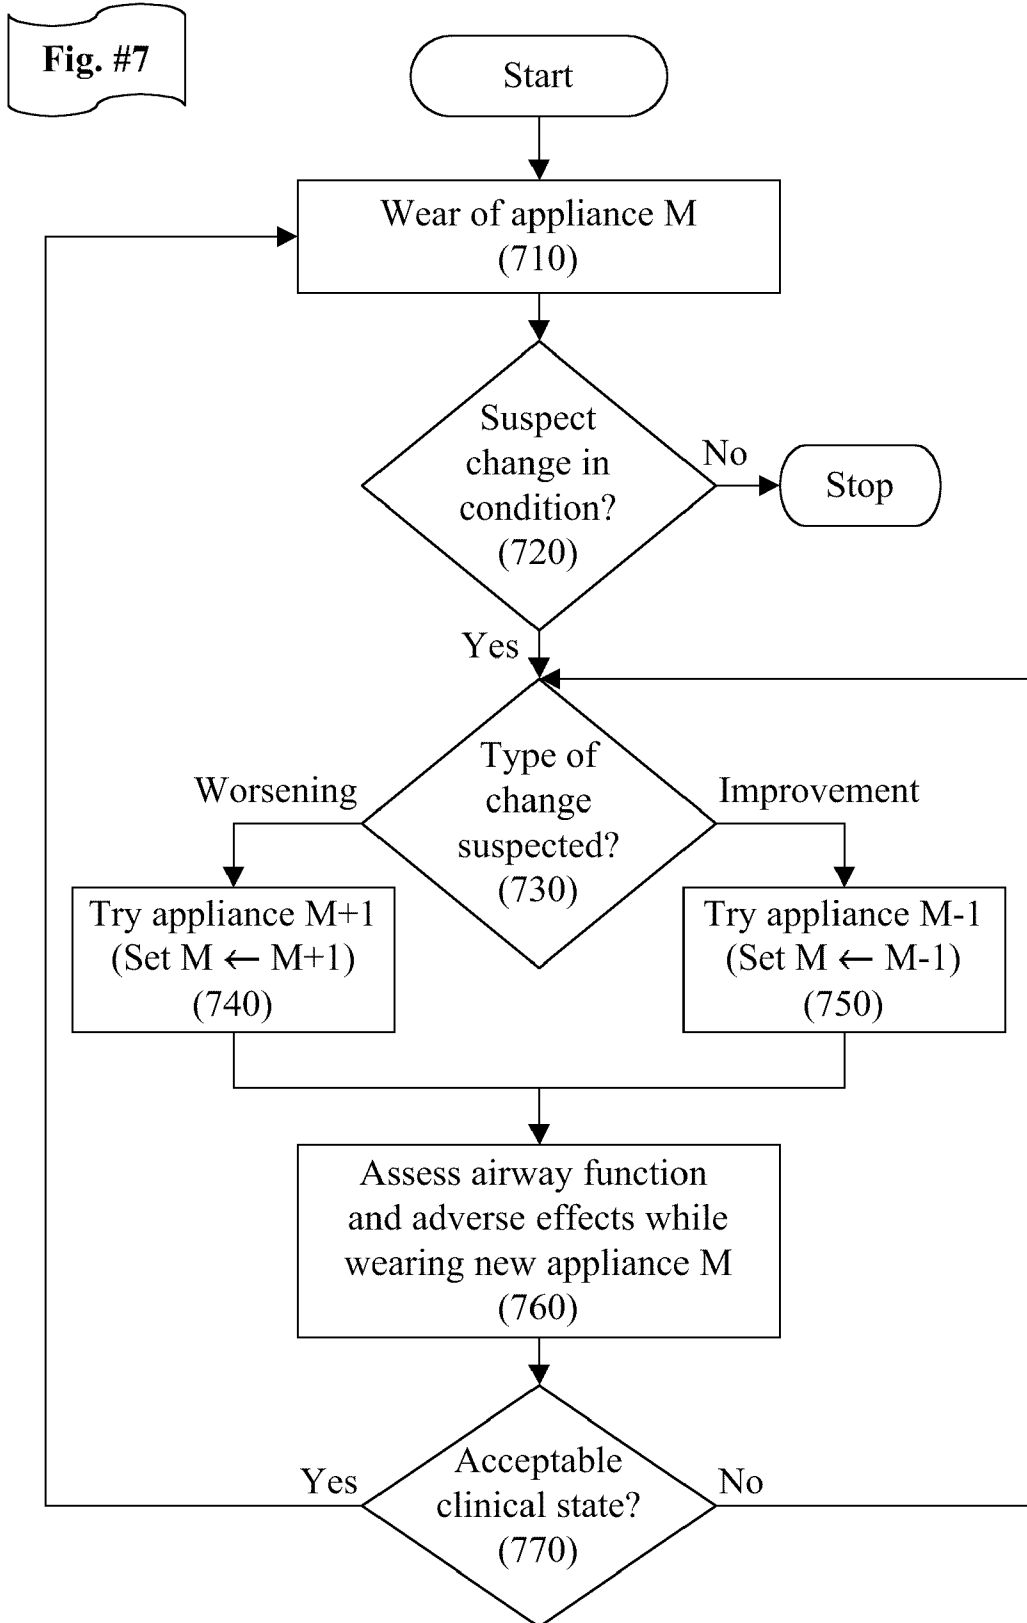 Fig. #7
Start
Wear of appliance M
(710)
Suspect
change in
condition?
(720)
No
Stop
Yes
Type of
change
suspected?
(730)
Worsening
Improvement
Try appliance M+1
(Set M ← M+1)
(740)
Try appliance M-1
(Set M ← M-1)
(750)
Assess airway function
and adverse effects while
wearing new appliance M
(760)
Acceptable
clinical state?
(770)
Yes
No